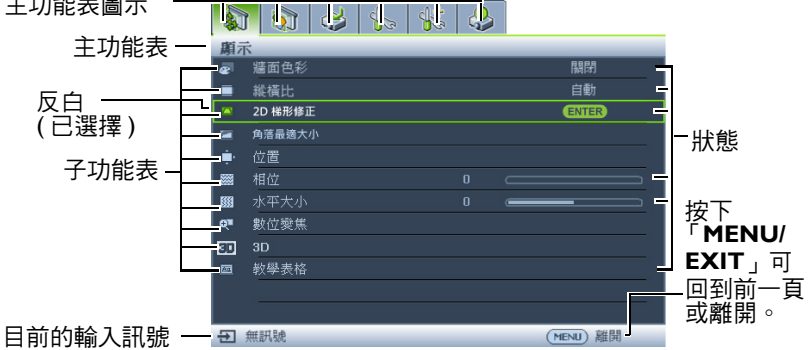 主功能表圖示
主功能表
顯示
牆面色彩 關閉
縱橫比 自動
反白
(已選擇)
2D 梯形修正 ENTER
角落最適大小
狀態
子功能表
位置
相位 0
水平大小 0
數位變焦
3D 3D
教學表格
按下
「MENU/
EXIT」可
回到前一頁
或離開。
目前的輸入訊號
無訊號 MENU 離開